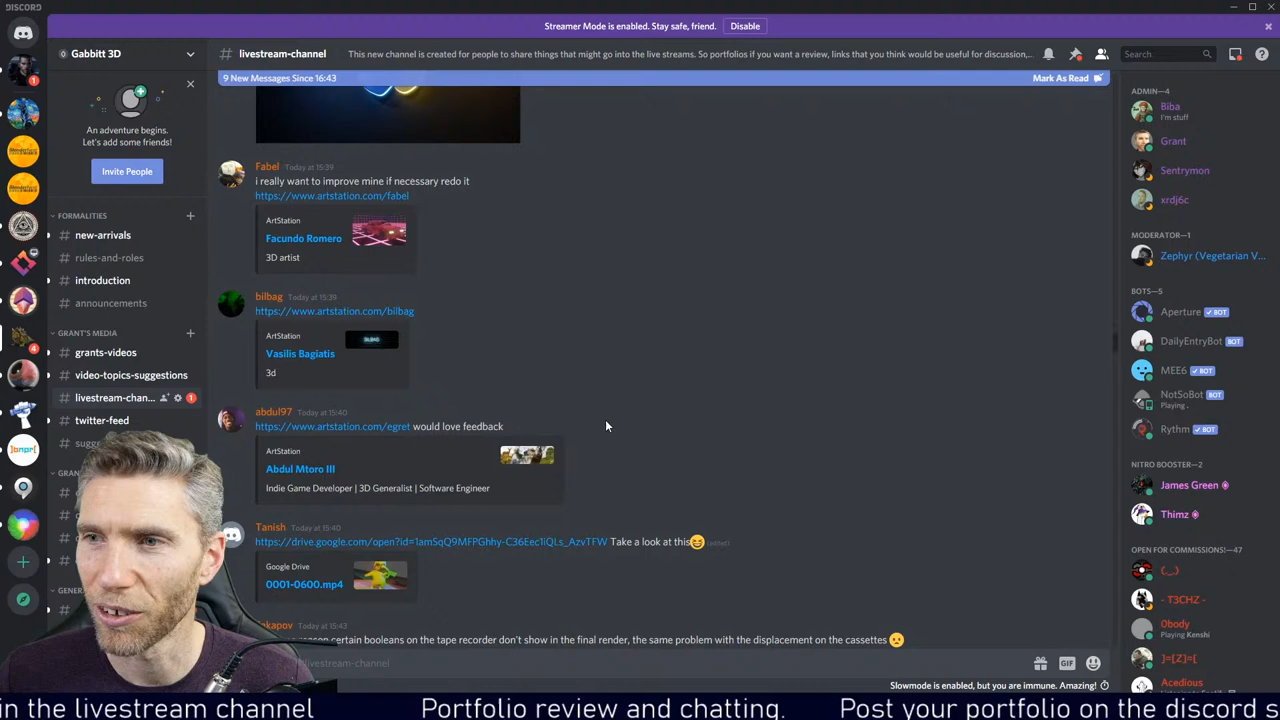 DISCORD
Streamer Mode is enabled. Stay safe, friend. Disable
Gabbitt 3D
# livestream-channel
This new channel is created for people to share things that might go into the live streams. So portfolios if you want a review, links that you think would be useful for discussion,...
Search
9 New Messages Since 16:43
Mark As Read
An adventure begins.
Let's add some friends!
Invite People
FORMALITIES
# new-arrivals
# rules-and-roles
# introduction
# announcements
GRANT'S MEDIA
# grants-videos
# video-topics-suggestions
# livestream-chan... 1
# twitter-feed
1
4
Fabel Today at 15:39
i really want to improve mine if necessary redo it
https://www.artstation.com/fabel
ArtStation
Facundo Romero
3D artist
bilbag Today at 15:39
https://www.artstation.com/bilbag
ArtStation
Vasilis Bagiatis
BILBAG
3d
abdul97 Today at 15:40
https://www.artstation.com/egret would love feedback
ArtStation
Abdul Mtoro III
Indie Game Developer | 3D Generalist | Software Engineer
Tanish Today at 15:40
https://drive.google.com/open?id=1amSqQ9MFPGhhy-C36Eec1iQLs_AzvTFW Take a look at this😆 (edited)
Google Drive
0001-0600.mp4
Today at 15:43
reason certain booleans on the tape recorder don't show in the final render, the same problem with the displacement on the cassettes 🙁
livestream-channel
GIF
Slowmode is enabled, but you are immune. Amazing!
ADMIN—4
Biba
I'm stuff
Grant
Sentrymon
xrdj6c
MODERATOR—1
Zephyr (Vegetarian V...
BOTS—5
Aperture ✓ BOT
DailyEntryBot BOT
MEE6 ✓ BOT
NotSoBot BOT
Playing .
Rythm ✓ BOT
NITRO BOOSTER—2
James Green
Thimz
OPEN FOR COMMISSIONS!—47
(._.)
- T3CHZ -
0body
Playing Kenshi
]=[Z]=[
Acedious
in the livestream channel Portfolio review and chatting. Post your portfolio on the discord s